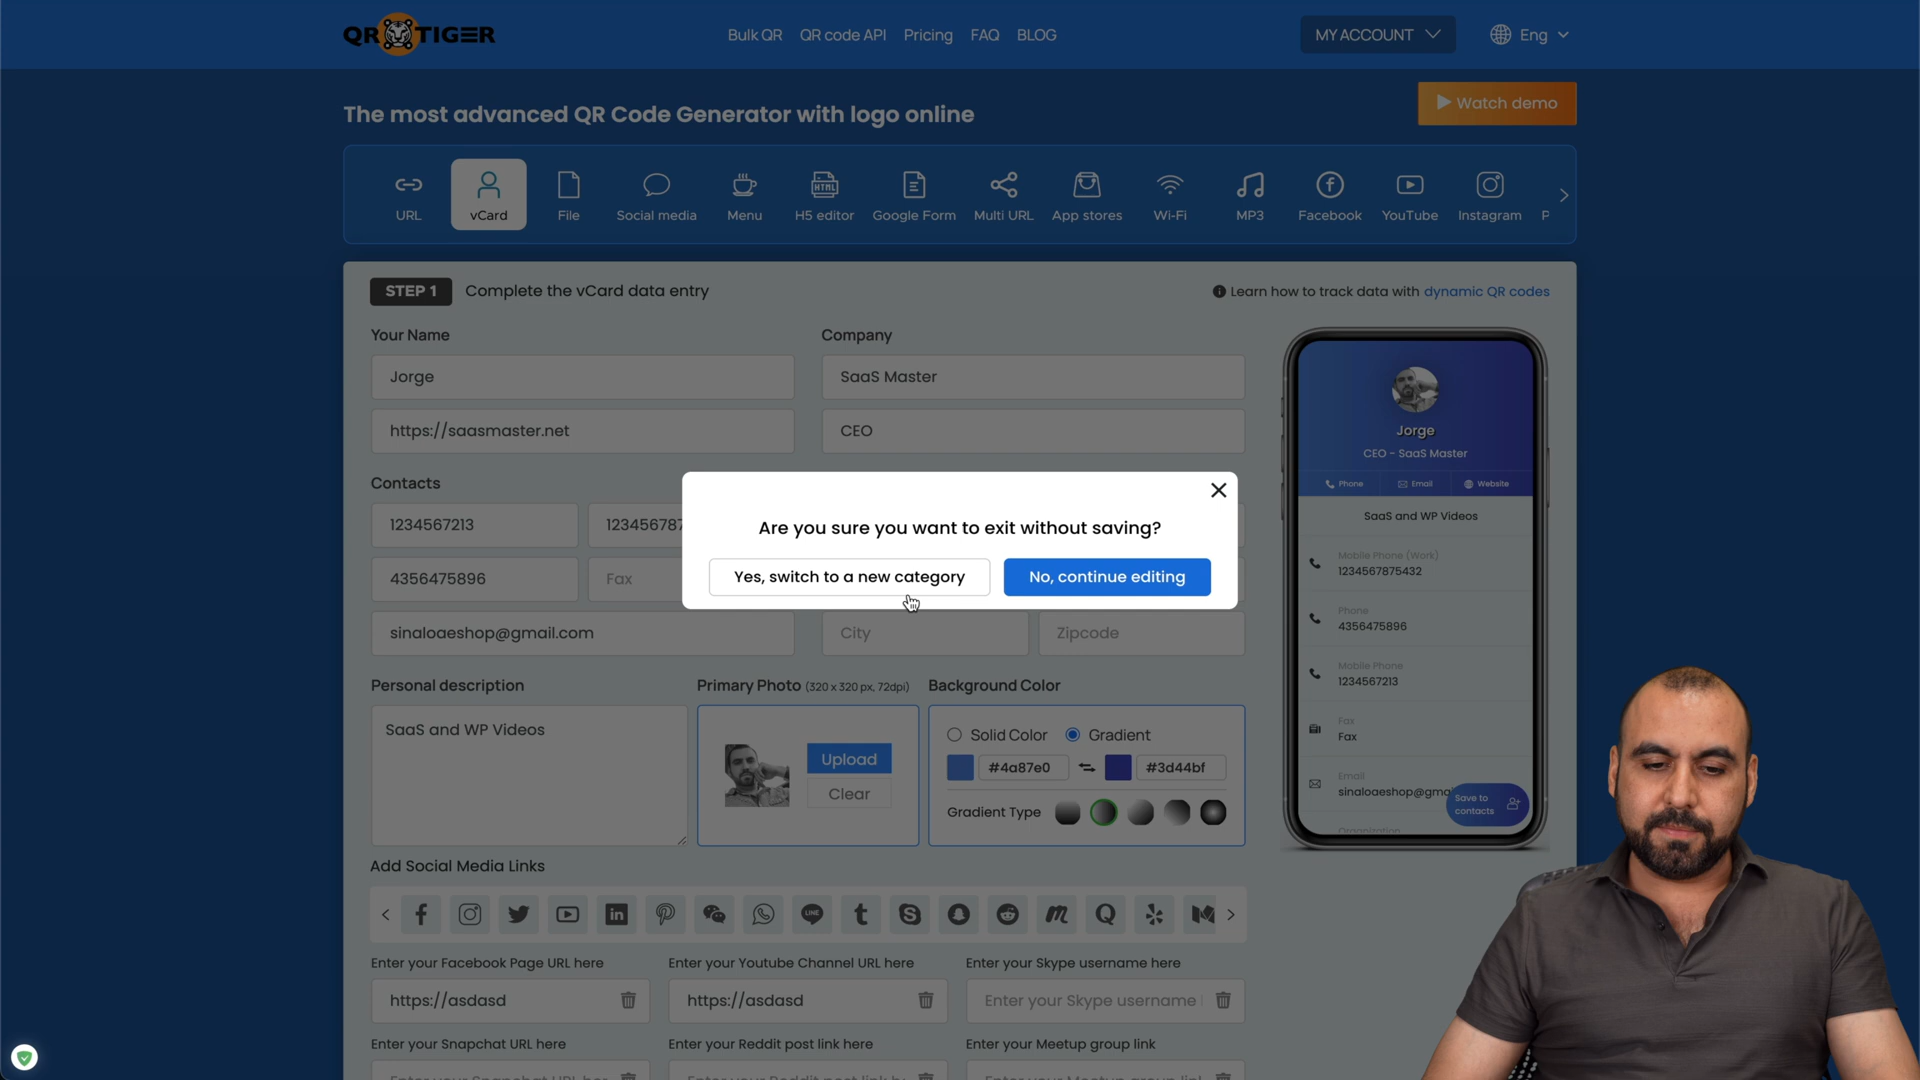 QR TIGER
Bulk QR QR code API Pricing FAQ BLOG
MY ACCOUNT
Eng
The most advanced QR Code Generator with logo online
Watch demo
URL
vCard
File
Social media
Menu
HTML
H5 editor
Google Form
Multi URL
App stores
Wi-Fi
MP3
Facebook
YouTube
Instagram
P
STEP 1 Complete the vCard data entry
Learn how to track data with dynamic QR codes
Your Name
Company
Jorge
SaaS Master
https://saasmaster.net
CEO
Contacts
1234567213
123456787
4356475896
Fax
sinaloaeshop@gmail.com
City
Zipcode
Are you sure you want to exit without saving?
Yes, switch to a new category
No, continue editing
Personal description
SaaS and WP Videos
Primary Photo (320 x 320 px, 72dpi)
Upload
Clear
Background Color
Solid Color
Gradient
#4a87e0
#3d44bf
Gradient Type
Jorge
CEO - SaaS Master
Phone
Email
Website
SaaS and WP Videos
Mobile Phone (Work)
1234567875432
Phone
4356475896
Mobile Phone
1234567213
Fax
Fax
Email
sinaloaeshop@gmai
Save to
contacts
Organization
Add Social Media Links
LINE
Enter your Facebook Page URL here
Enter your Youtube Channel URL here
Enter your Skype username here
https://asdasd
https://asdasd
Enter your Skype username
Enter your Snapchat URL here
Enter your Reddit post link here
Enter your Meetup group link